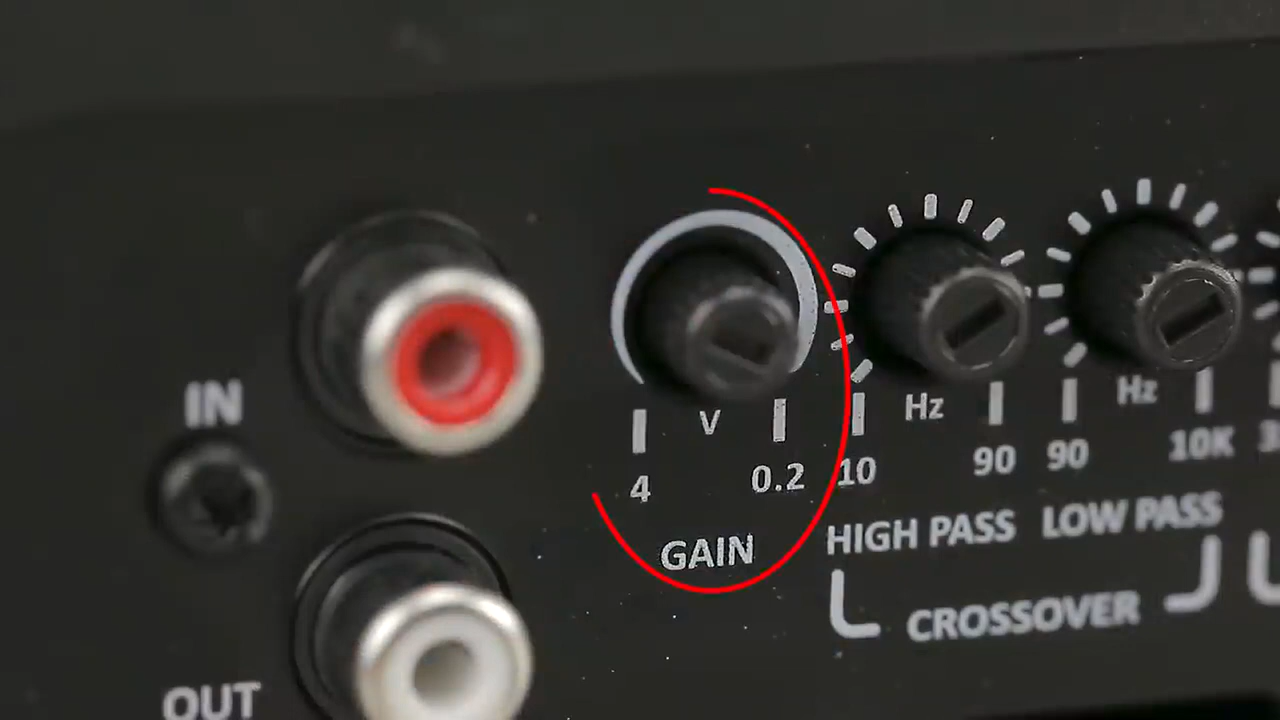 IN
OUT
V
4
0.2
GAIN
Hz
10
90
HIGH PASS
Hz
90
10K
LOW PASS
CROSSOVER